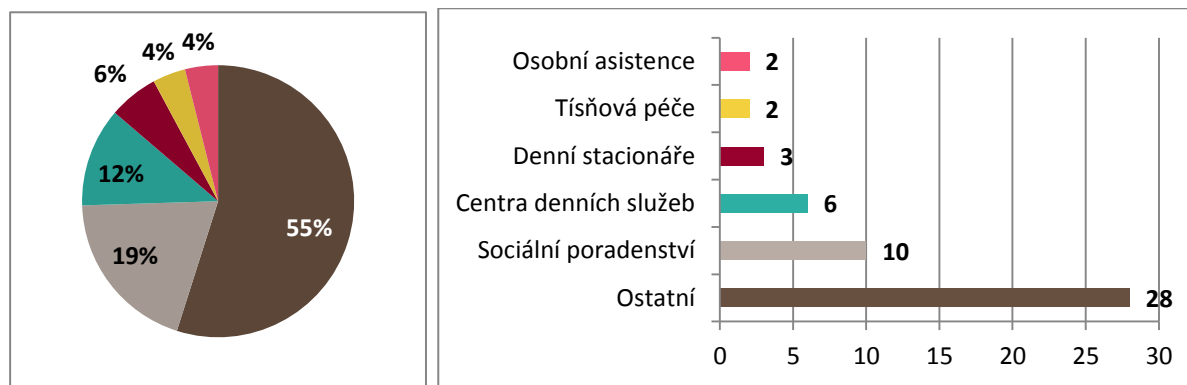 4%
4%
6%
12%
19%
55%
Osobní asistence 2
Tísňová péče 2
Denní stacionáře 3
Centra denních služeb 6
Sociální poradenství 10
Ostatní 28
0 5 10 15 20 25 30